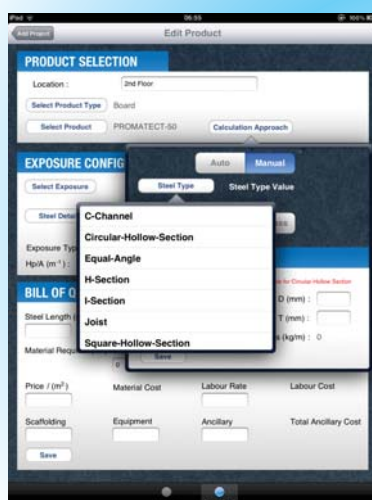 iPad
06:55
100%
Add Project
Edit Product
PRODUCT SELECTION
Location :
2nd Floor
Select Product Type
Board
Select Product
PROMATECT-50
Calculation Approach
EXPOSURE CONFIG
Auto
Manual
Select Exposure
Steel Type
Steel Type Value
Steel Detai
C-Channel
Circular-Hollow-Section
Equal-Angle
H-Section
I-Section
Joist
Square-Hollow-Section
Exposure Typ
Hp/A (m⁻¹) :
for Circular Hollow Section
BILL OF Q
D (mm) :
Steel Length (
T (mm) :
(kg/m) : 0
Material Requ
Save
Price / (m²)
Material Cost
Labour Rate
Labour Cost
Scaffolding
Equipment
Ancillary
Total Ancillary Cost
Save